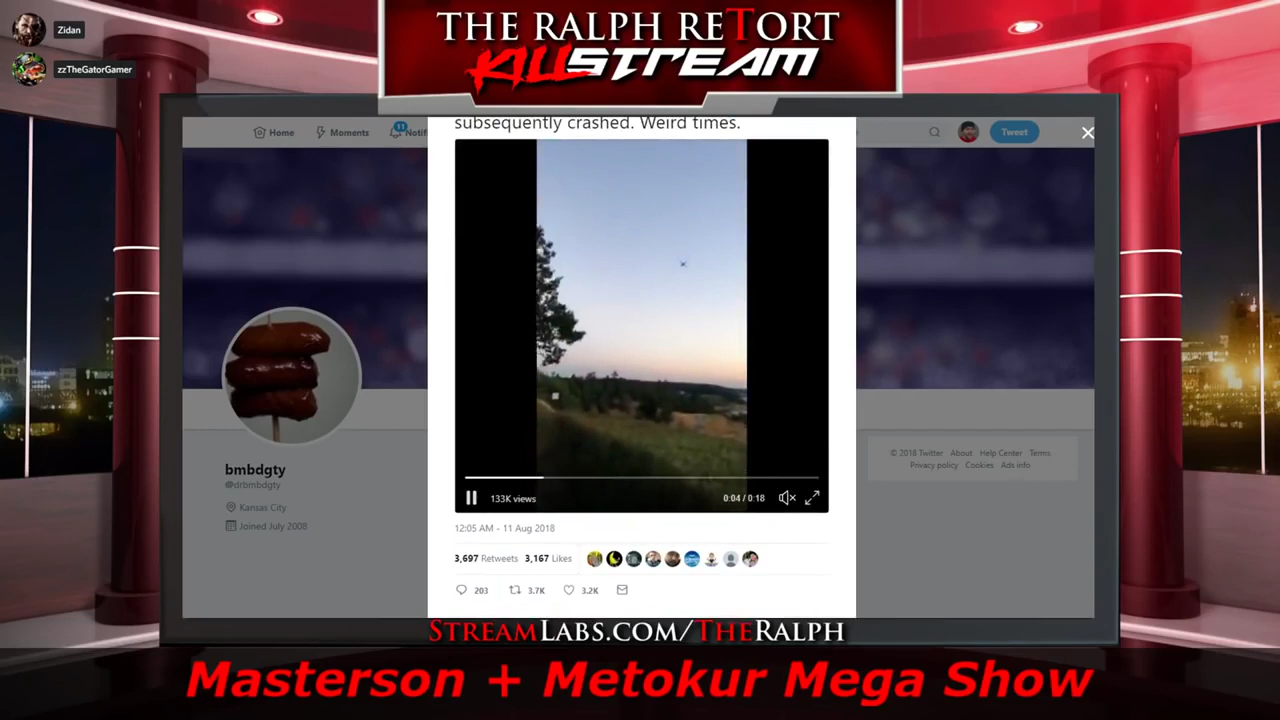 Zidan
zzTheGatorGamer
THE RALPH RETORT
KILLSTREAM
Home
Moments
11
Notif
Tweet
subsequently crashed. Weird times.
133K views
0:04 / 0:18
12:05 AM - 11 Aug 2018
3,697 Retweets 3,167 Likes
203 3.7K 3.2K
bmbdgty
@drbmbdgty
Kansas City
Joined July 2008
© 2018 Twitter About Help Center Terms
Privacy policy Cookies Ads info
STREAMLABS.COM/THERALPH
Masterson + Metokur Mega Show